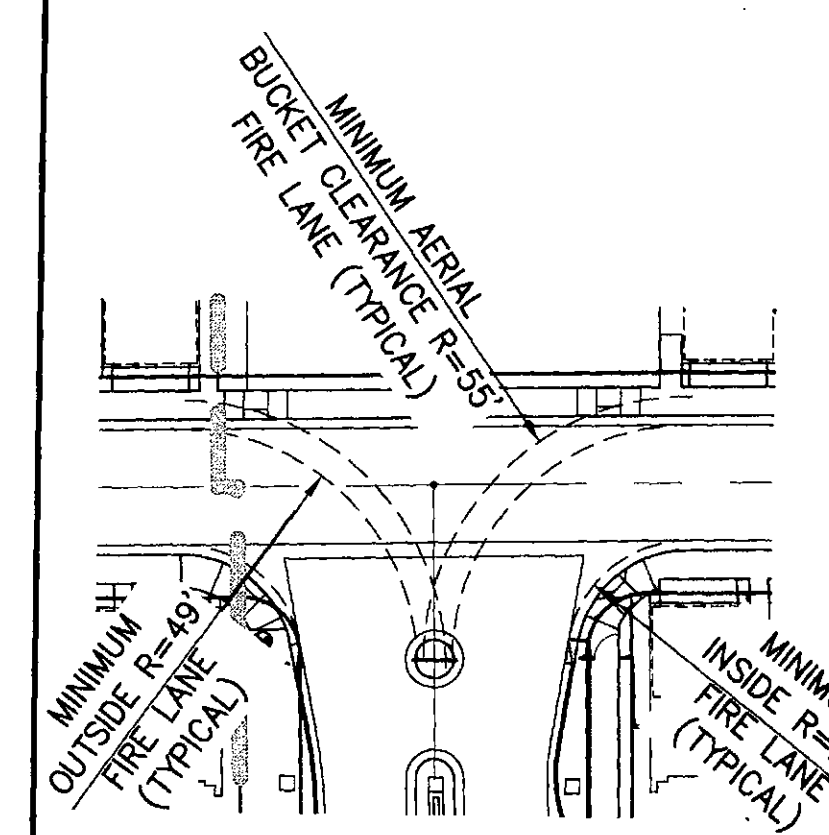 MINIMUM AERIAL
BUCKET CLEARANCE R=55'
FIRE LANE (TYPICAL)
MINIMUM
OUTSIDE R=49'
FIRE LANE
(TYPICAL)
INSIDE
FIRE LANE
(TYPICAL)